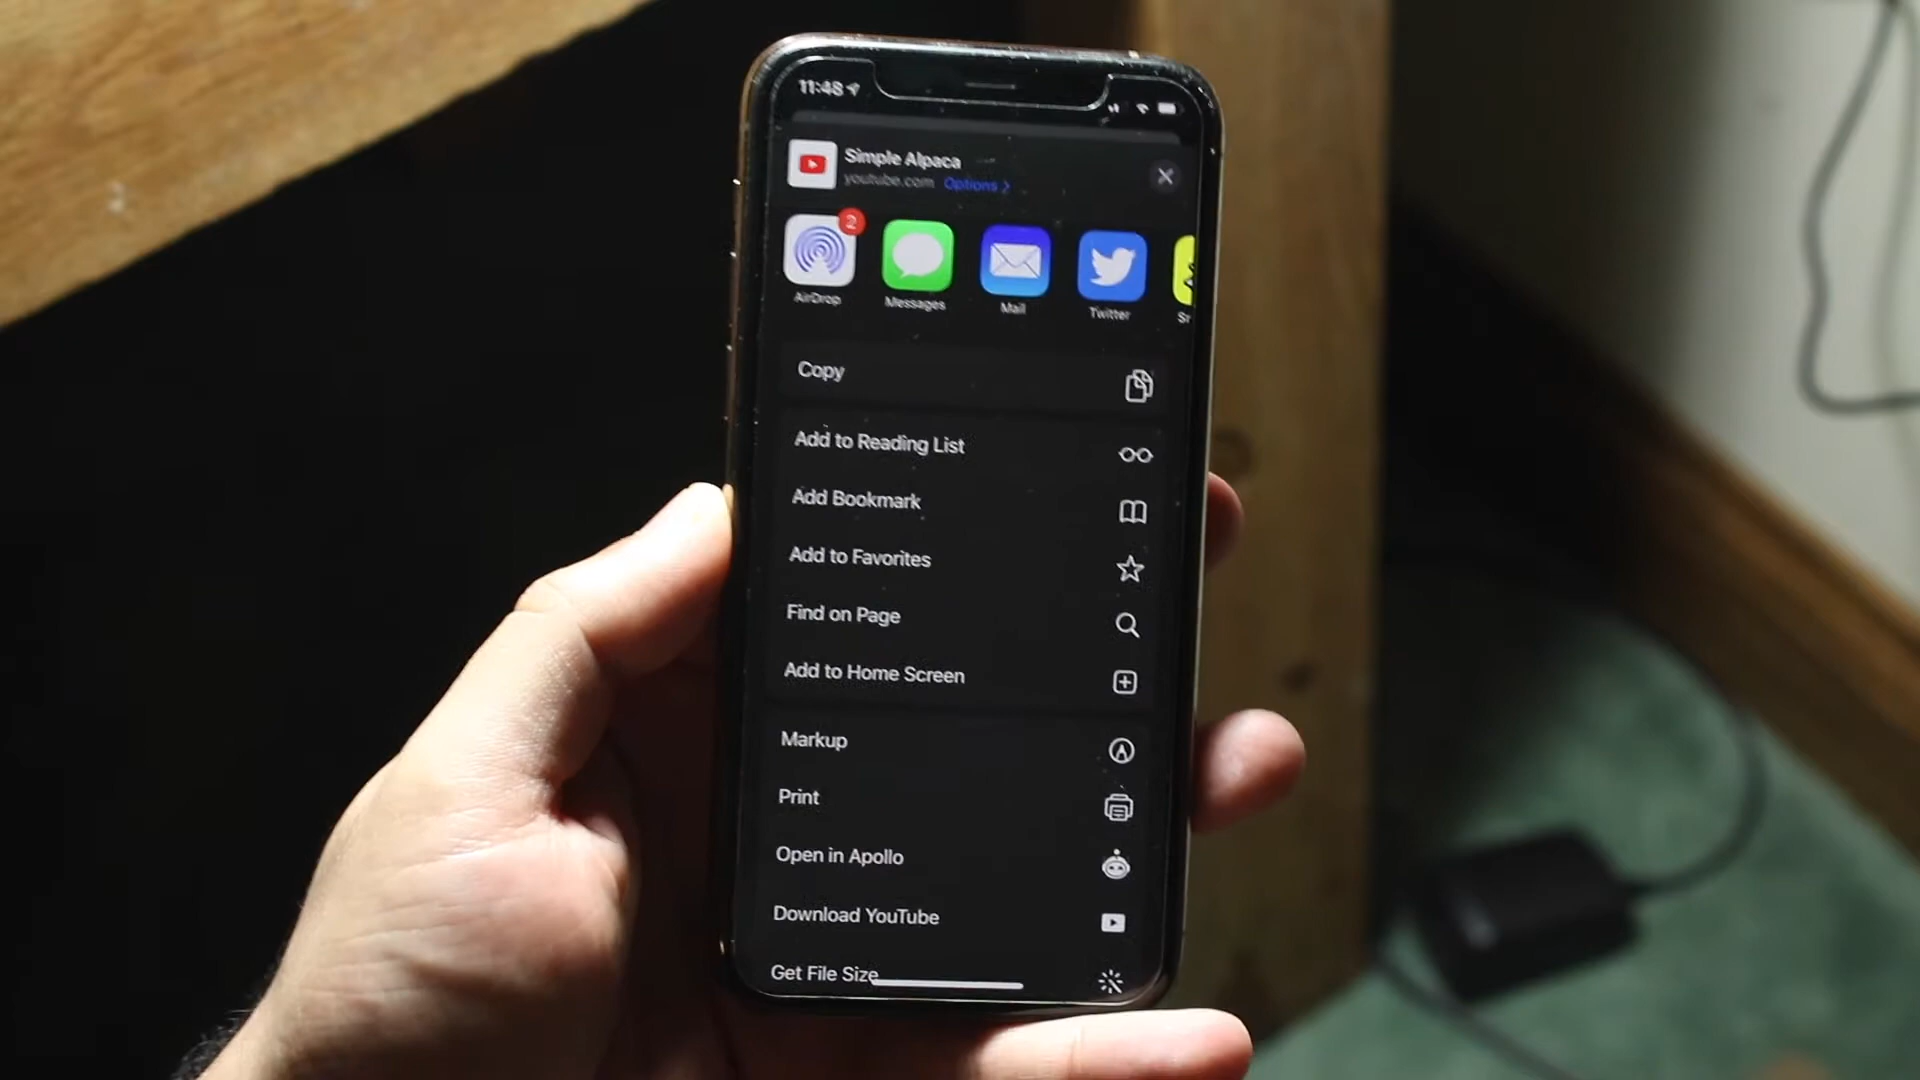 11:48
Simple Alpaca
youtube.com Options >
2
AirDrop
Messages
Mail
Twitter
Sr
Copy
Add to Reading List
Add Bookmark
Add to Favorites
Find on Page
Add to Home Screen
Markup
Print
Open in Apollo
Download YouTube
Get File Size